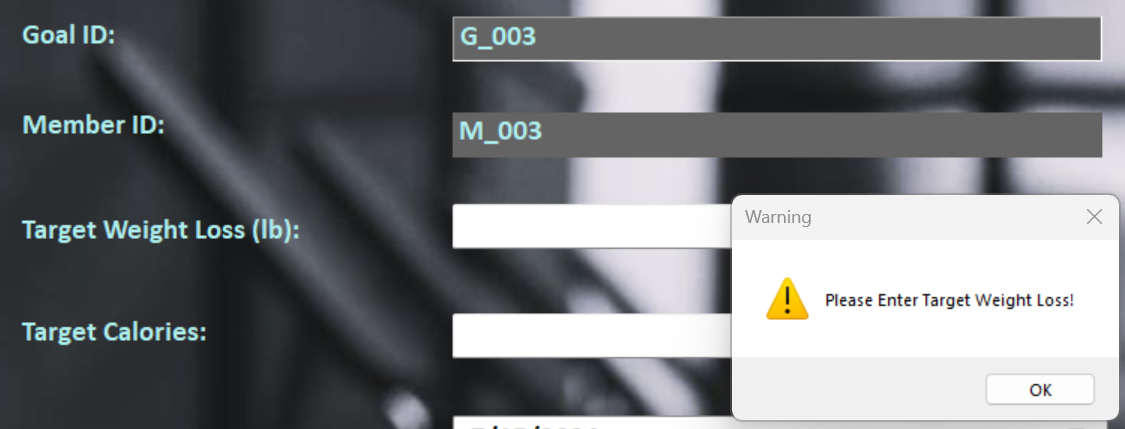 Goal ID:
G_003
Member ID:
M_003
Target Weight Loss (lb):
Warning
Please Enter Target Weight Loss!
Target Calories:
OK